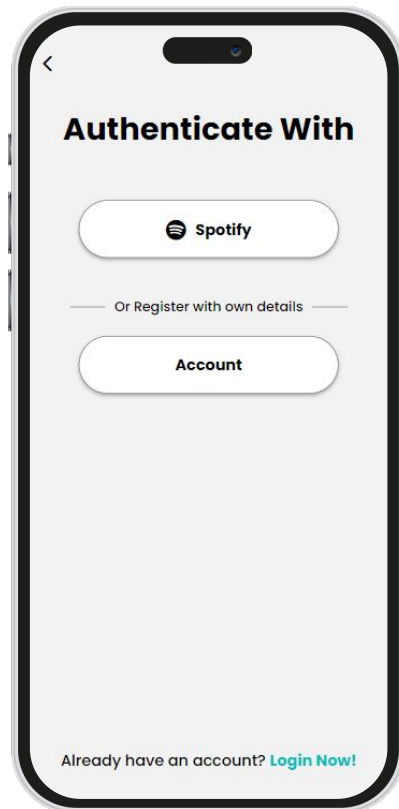 Authenticate With
Spotify
Or Register with own details
Account
Already have an account? Login Now!